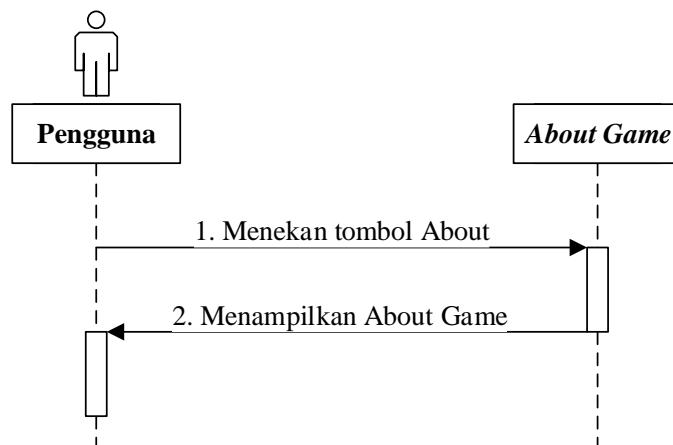 Pengguna
About Game
1. Menekan tombol About
2. Menampilkan About Game